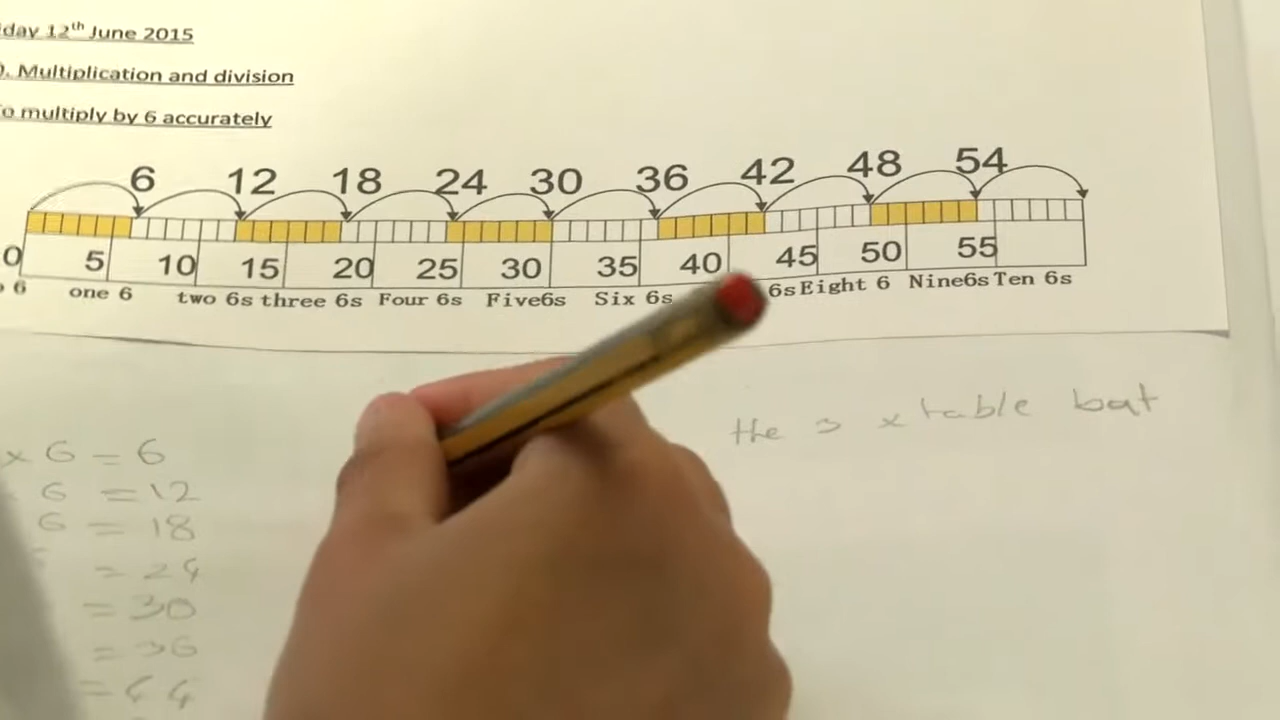 day 12th June 2015
. Multiplication and division
o multiply by 6 accurately
6 12 18 24 30 36 42 48 54
0 5 10 15 20 25 30 35 40 45 50 55
6 one 6 two 6s three 6s Four 6s Five6s Six 6s 6s Eight 6 Nine6s Ten 6s
the 3 x table but
x 6 = 6
6 = 12
6 = 18
= 24
= 30
= 36
= 44